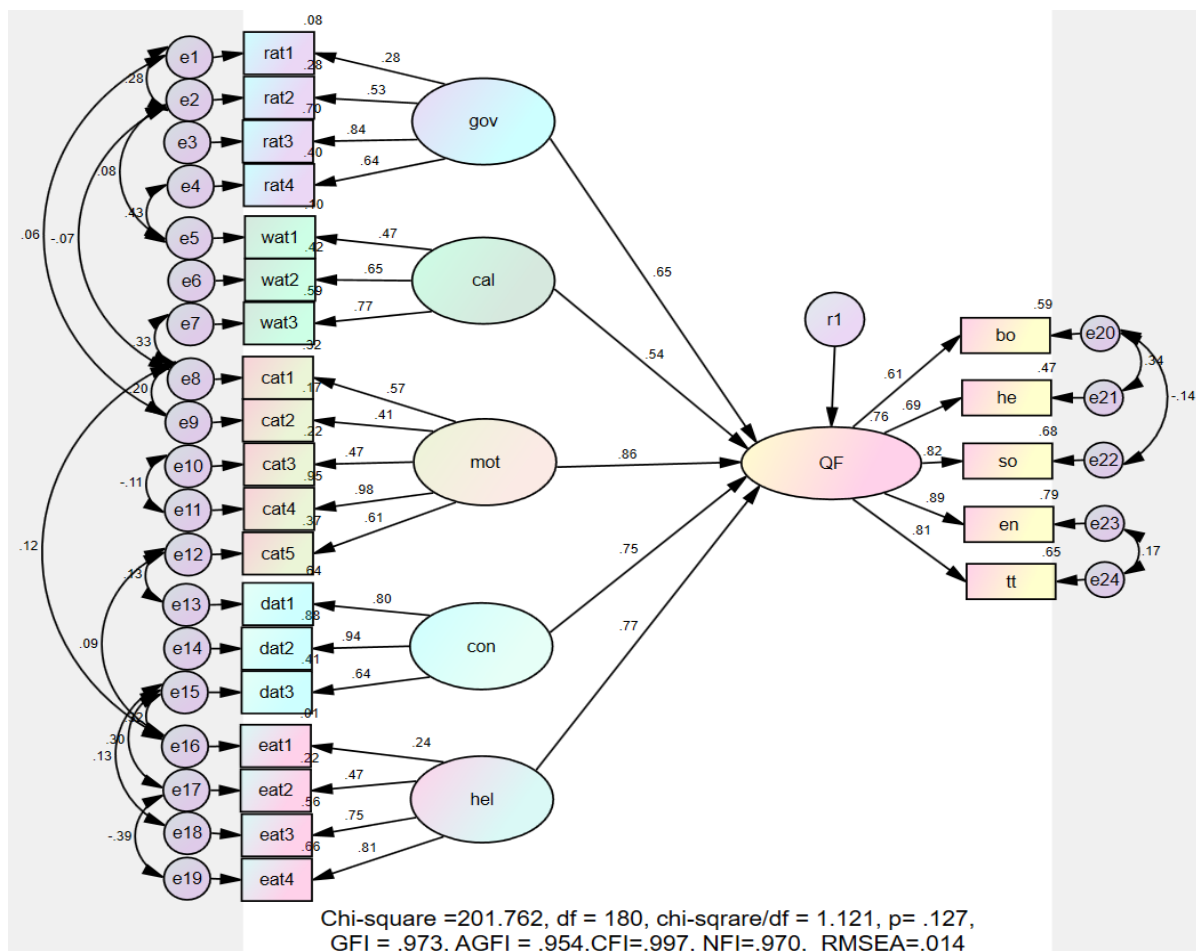 .08
e1 rat1 .28
.28 .28
e2 rat2 .53 gov
.70
e3 rat3 .84
.08 .40
e4 rat4 .64
.43 .10
.06 -.07
e5 wat1 .47 .65
.42
e6 wat2 .65 cal
.59
e7 wat3 .77
.33 .32
.54
r1
.59
bo e20
.61 .34
.47
he e21 -.14
.76 .69
.68
QF .82 so e22
.89 .79
en e23
.81 .17
.65
tt e24
e8 cat1 .57
.20 .17
e9 cat2 .41
.22
e10 cat3 .47 mot .86
-.11 .95
e11 cat4 .98
.37
.12
e12 cat5 .61
.13 .64
.75
e13 dat1 .80
.88
e14 dat2 .94 con
.09 .41
e15 dat3 .64
.77
.01
.30
e16 eat1 .24
.13 .22
e17 eat2 .47 hel
.56
e18 eat3 .75
-.39 .66
e19 eat4 .81
Chi-square =201.762, df = 180, chi-sqrare/df = 1.121, p= .127,
GFI = .973, AGFI = .954,CFI=.997, NFI=.970, RMSEA=.014